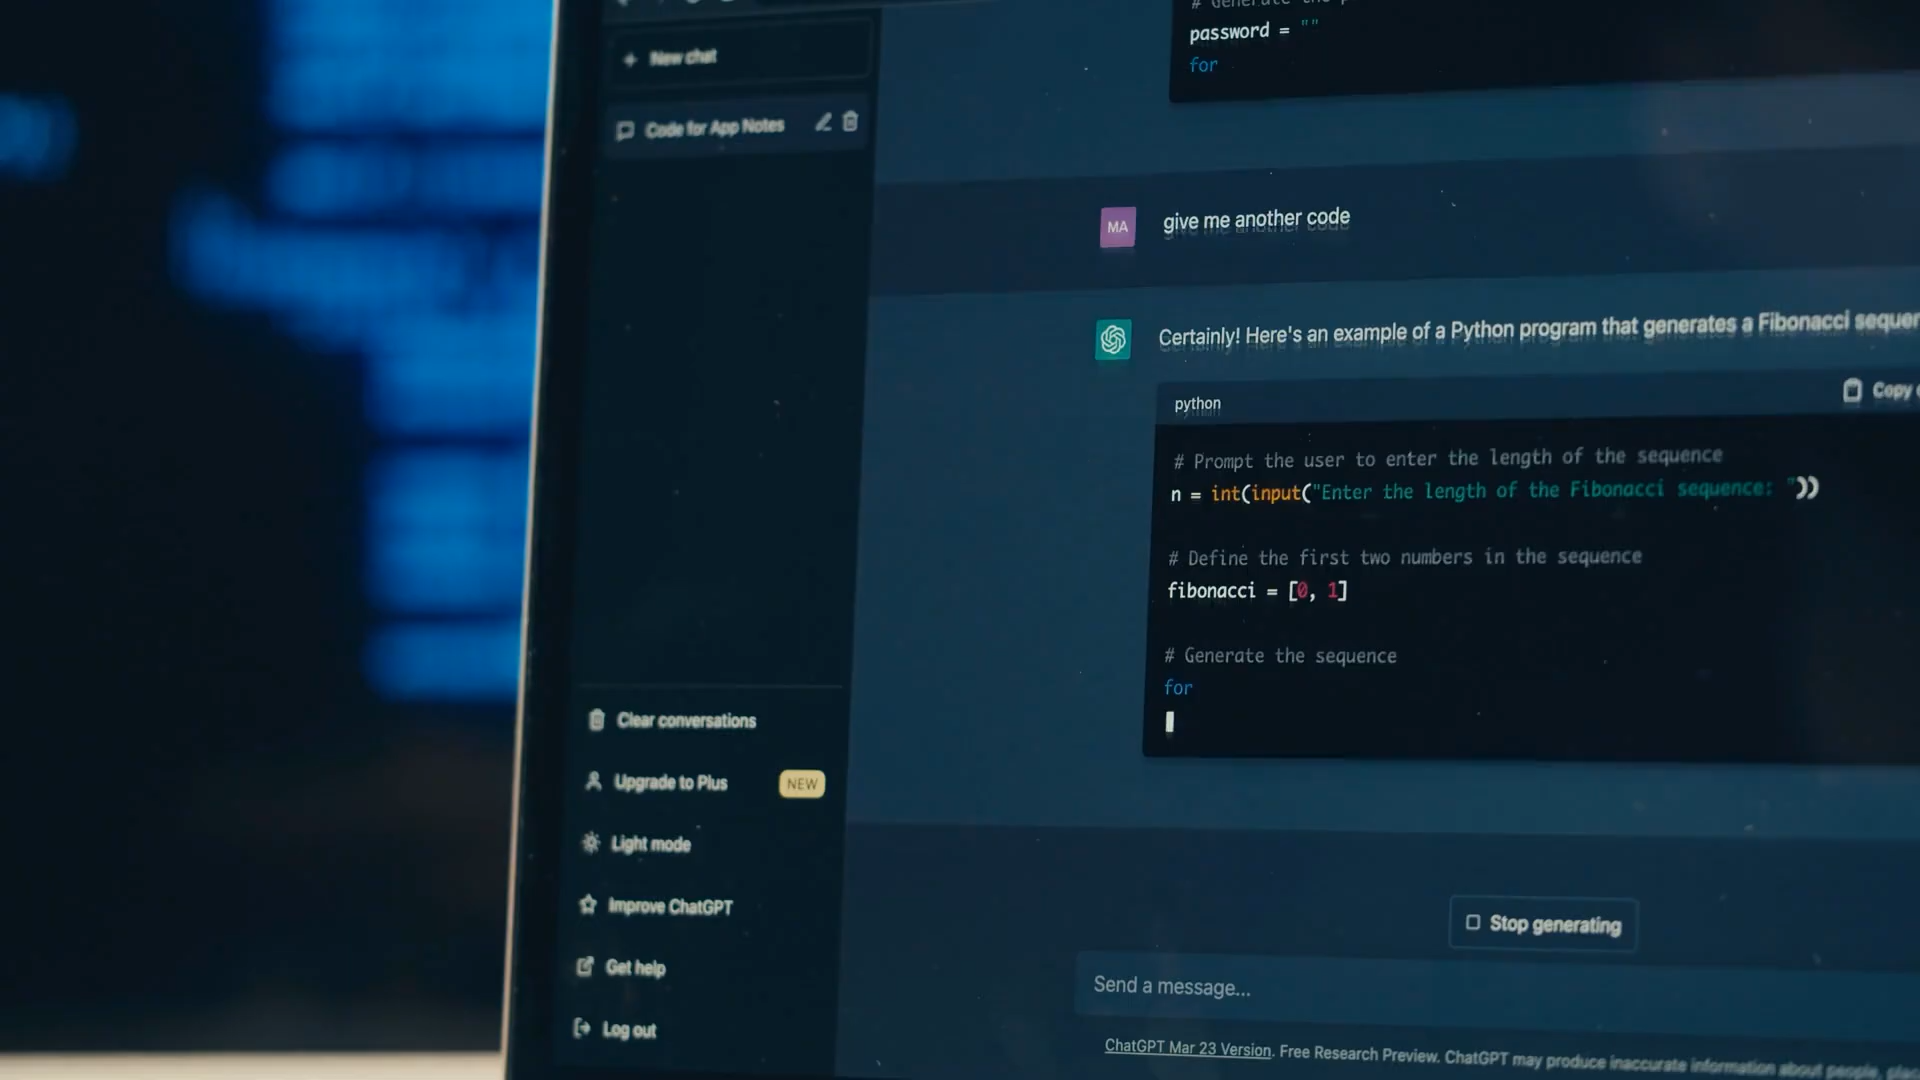 password = ""
for
New chat
Code for App Notes
MA
give me another code
Certainly! Here's an example of a Python program that generates a Fibonacci
python
Copy
# Prompt the user to enter the length of the sequence
n = int(input("Enter the length of the Fibonacci sequence: "))
# Define the first two numbers in the sequence
fibonacci = [0, 1]
# Generate the sequence
for
Clear conversations
Upgrade to Plus NEW
Light mode
Improve ChatGPT
Get help
Log out
Stop generating
Send a message...
ChatGPT Mar 23 Version. Free Research Preview. ChatGPT may produce inaccurate information about people,